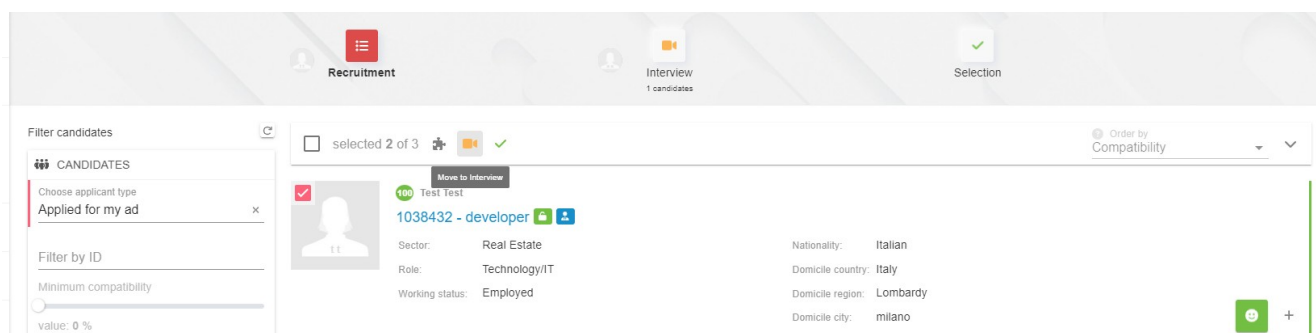 Recruitment
Interview
1 candidates
Selection
Filter candidates
selected 2 of 3
Order by
Compatibility
Move to Interview
CANDIDATES
Choose applicant type
Applied for my ad
Filter by ID
Minimum compatibility
value: 0 %
100 Test Test
1038432 - developer
t t
Sector: Real Estate
Role: Technology/IT
Working status: Employed
Nationality: Italian
Domicile country: Italy
Domicile region: Lombardy
Domicile city: milano